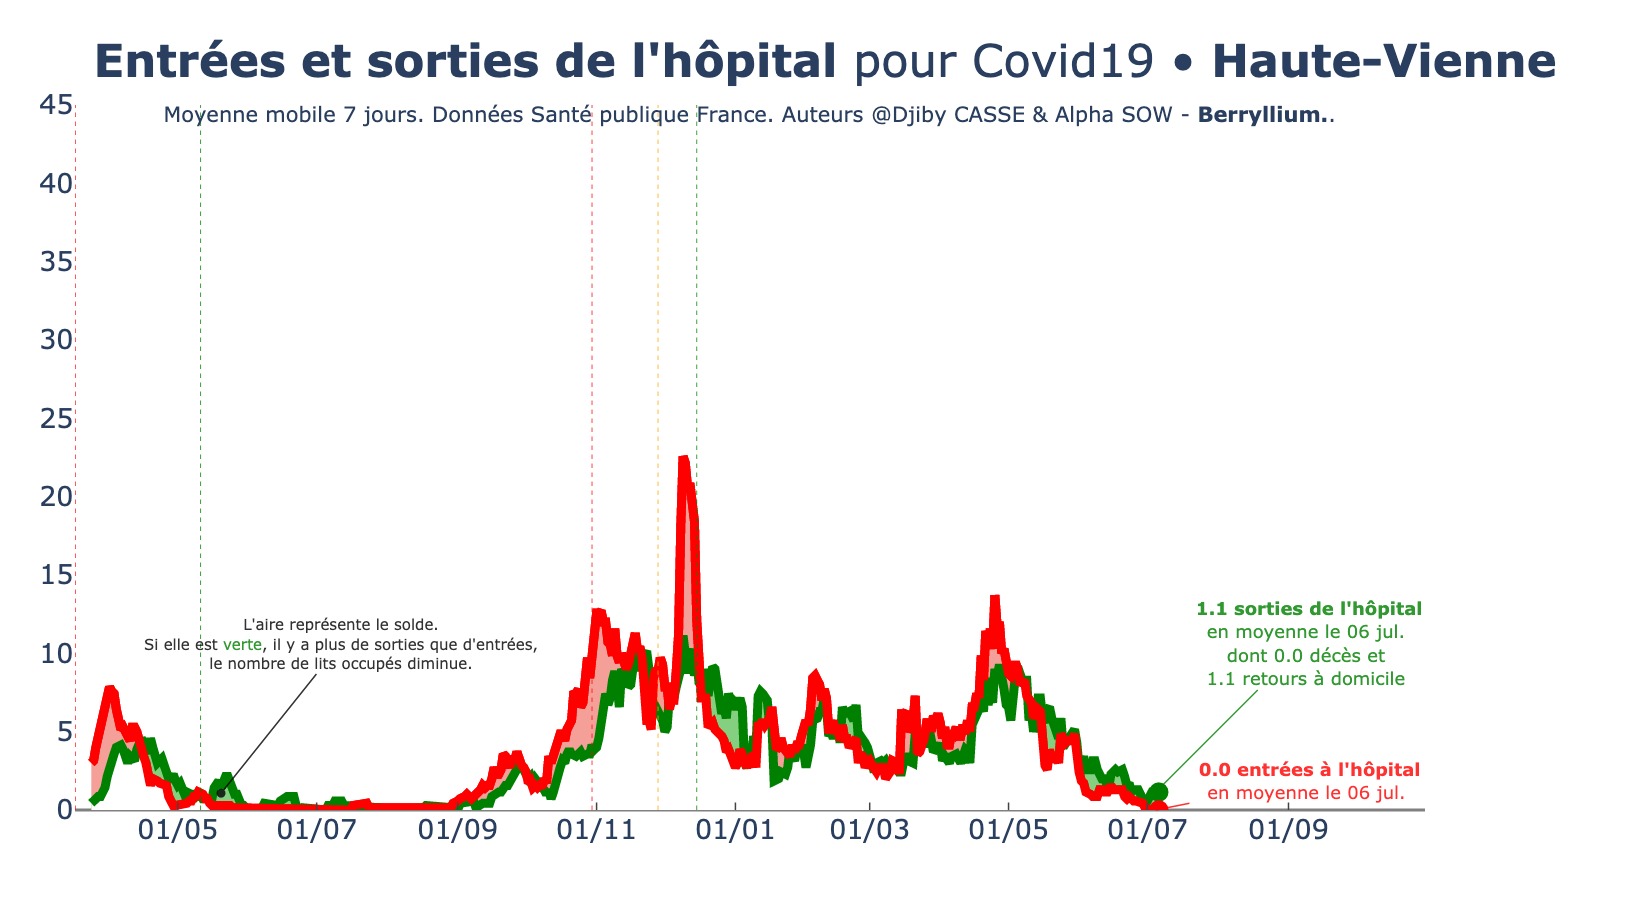 Entrées et sorties de l'hôpital pour Covid19 • Haute-Vienne
Moyenne mobile 7 jours. Données Santé publique France. Auteurs @Djiby CASSE & Alpha SOW - Berryllium..
45
40
35
30
25
20
15
10
5
0
L'aire représente le solde.
Si elle est verte, il y a plus de sorties que d'entrées,
le nombre de lits occupés diminue.
1.1 sorties de l'hôpital
en moyenne le 06 jul.
dont 0.0 décès et
1.1 retours à domicile
0.0 entrées à l'hôpital
en moyenne le 06 jul.
01/05 01/07 01/09 01/11 01/01 01/03 01/05 01/07 01/09